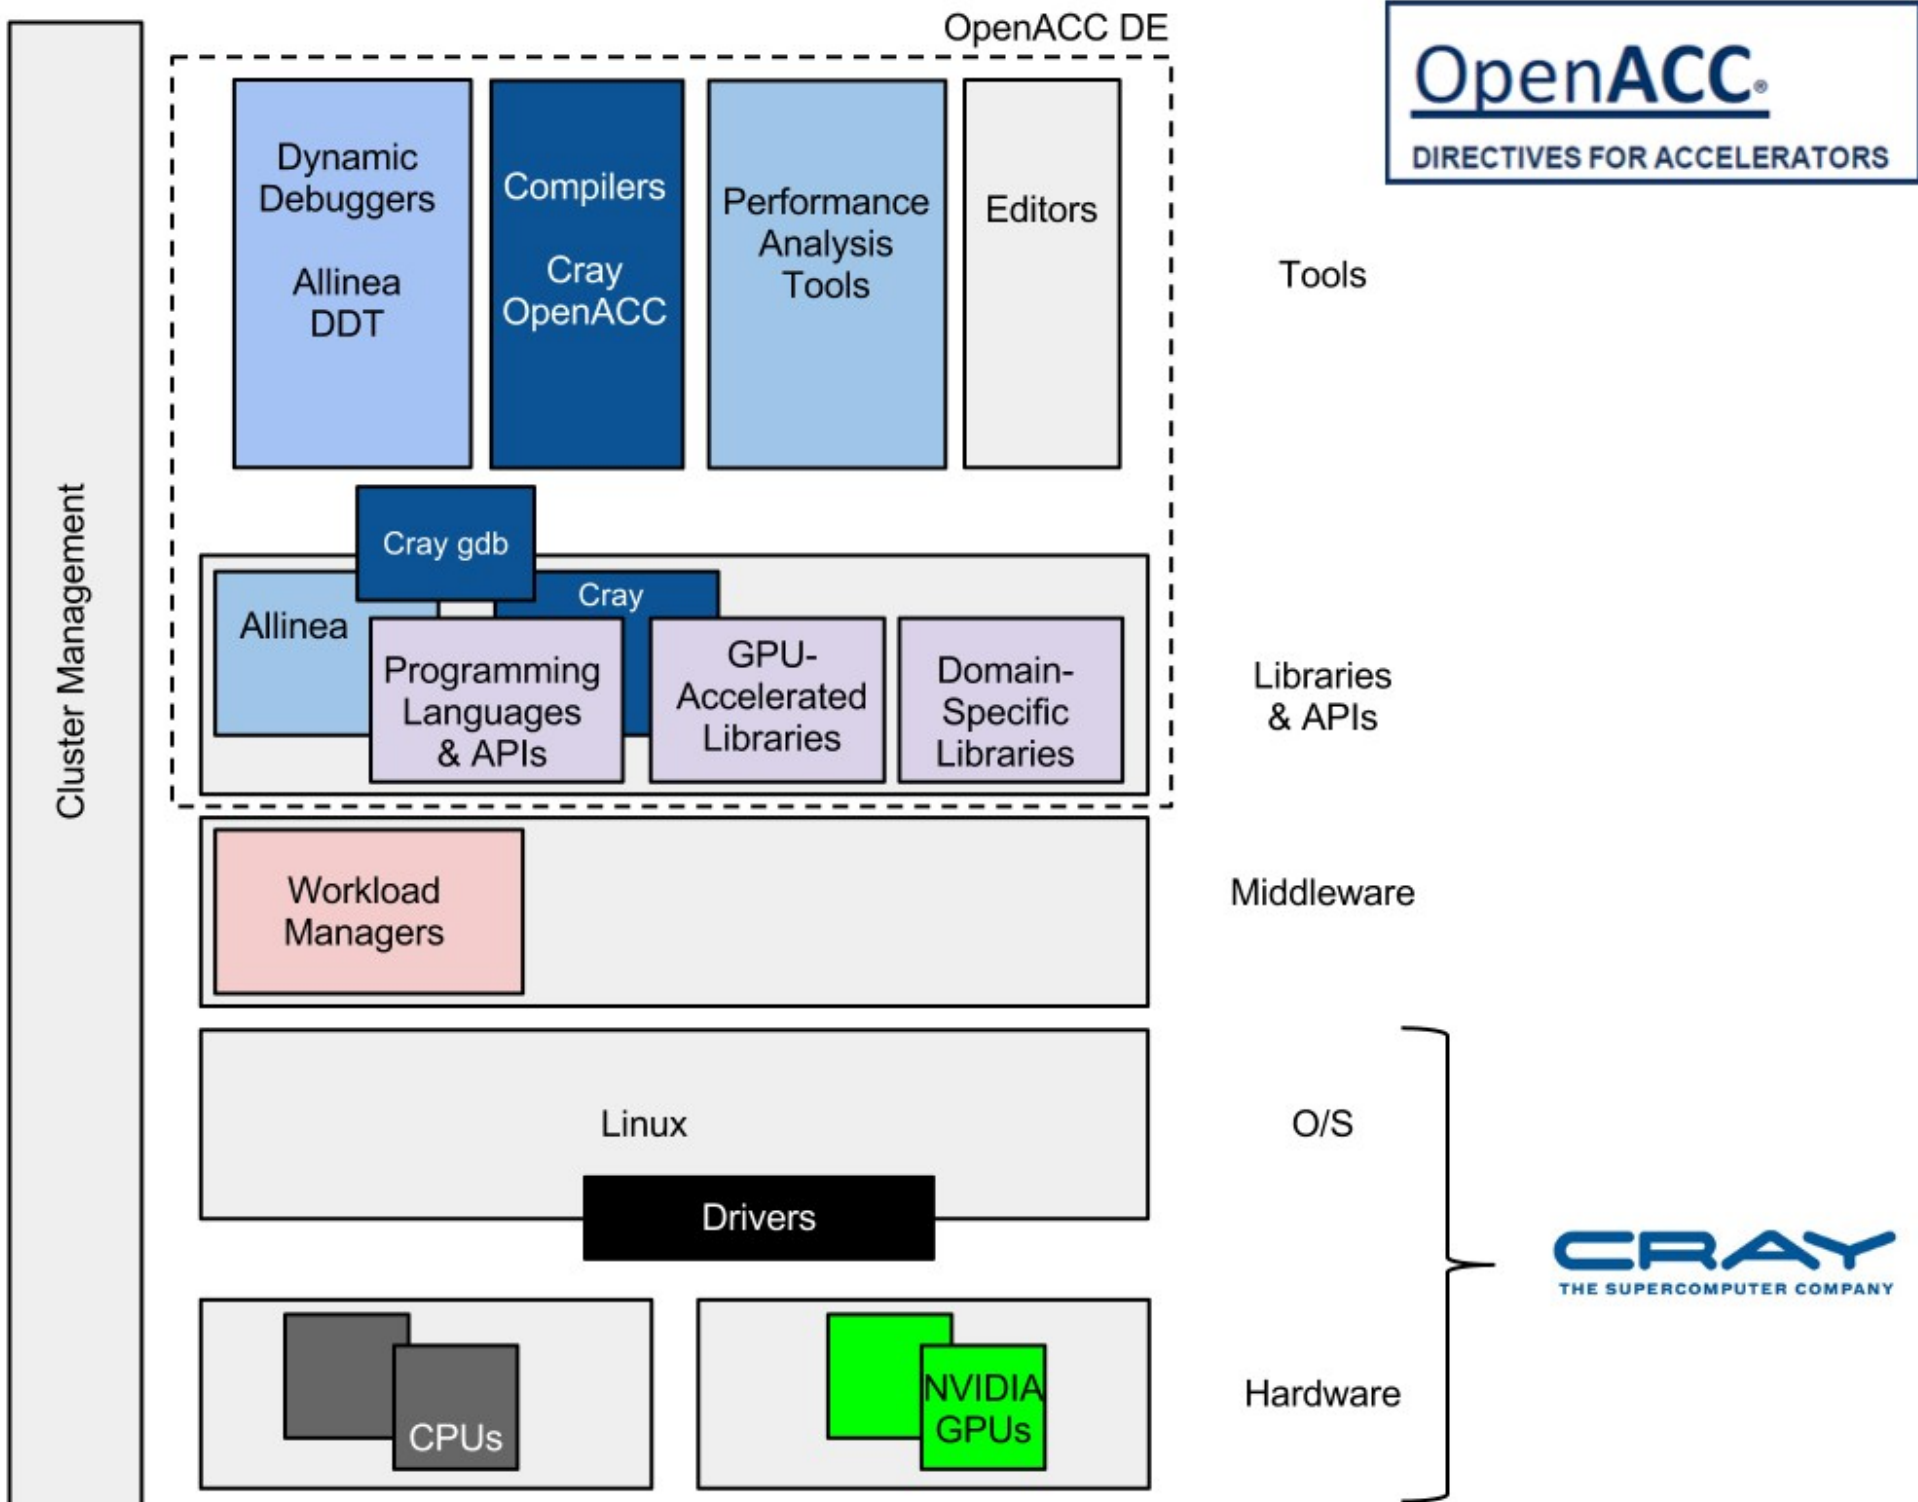 OpenACC DE
OpenACC®
DIRECTIVES FOR ACCELERATORS
Dynamic
Debuggers
Allinea
DDT
Compilers
Cray
OpenACC
Performance
Analysis
Tools
Editors
Tools
Cluster Management
Cray gdb
Allinea
Cray
Programming
Languages
& APIs
GPU-
Accelerated
Libraries
Domain-
Specific
Libraries
Libraries
& APIs
Workload
Managers
Middleware
Linux
O/S
Drivers
CRAY
THE SUPERCOMPUTER COMPANY
CPUs
NVIDIA
GPUs
Hardware